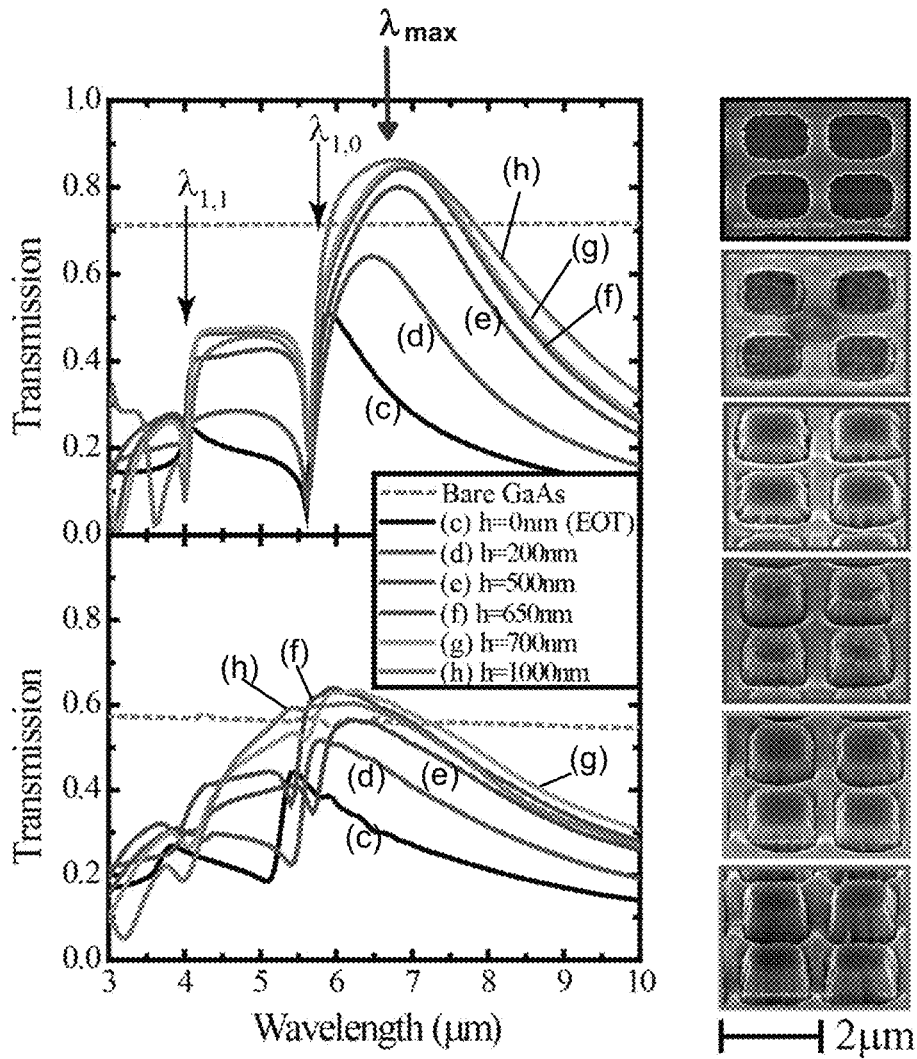 λmax
1.0
λ1,0
λ1,1
(h)
0.8
(g)
(f)
0.6
(e)
(d)
Transmission
0.4
(c)
0.2
0.0
Bare GaAs
(c) h=0nm (EOT)
(d) h=200nm
(e) h=500nm
(f) h=650nm
(g) h=700nm
(h) h=1000nm
0.8
(f)
(h)
0.6
(g)
(d)
(e)
Transmission
0.4
(c)
0.2
0.0
3 4 5 6 7 8 9 10
Wavelength (μm)
2μm